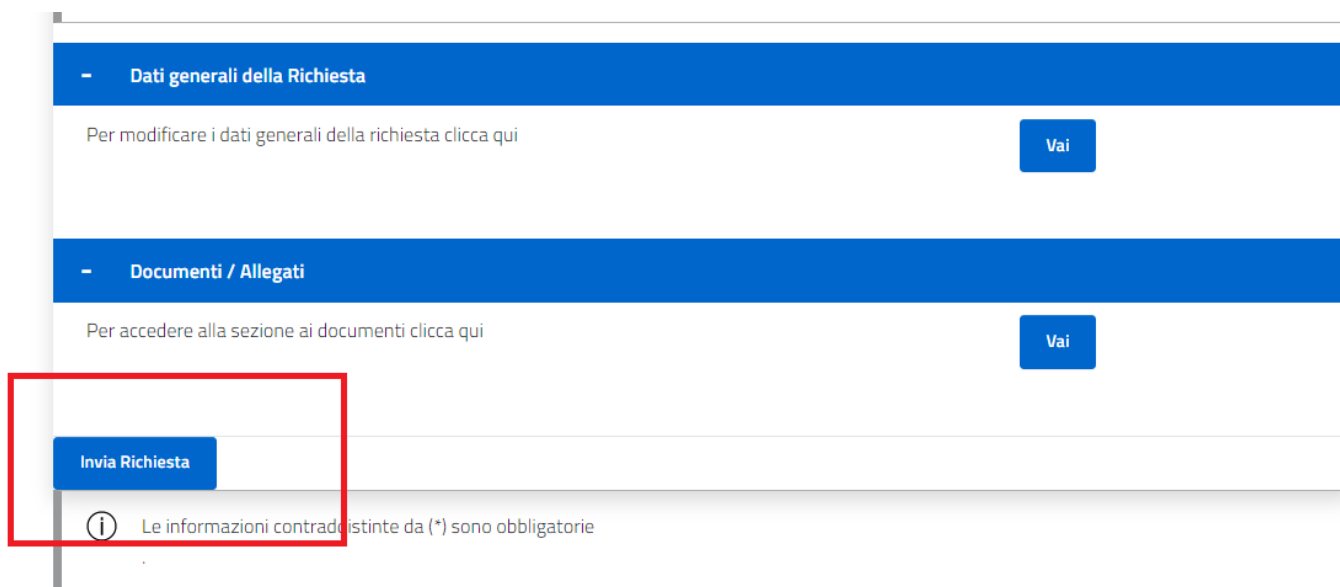 - Dati generali della Richiesta
Per modificare i dati generali della richiesta clicca qui
Vai
- Documenti / Allegati
Per accedere alla sezione ai documenti clicca qui
Vai
Invia Richiesta
i Le informazioni contraddistinte da (*) sono obbligatorie
.